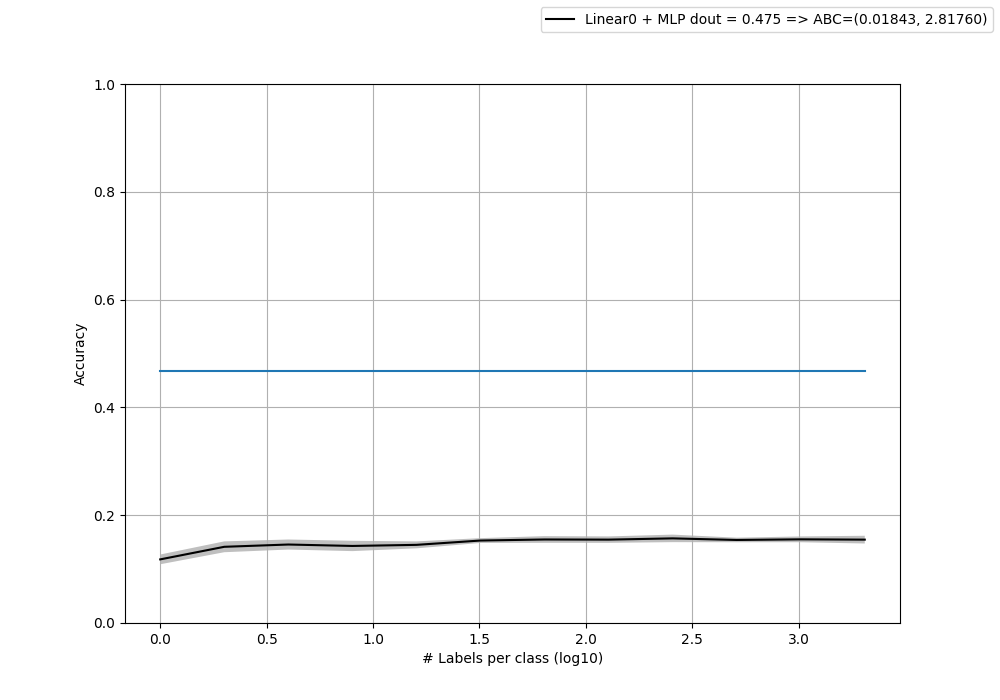 Linear0 + MLP dout = 0.475 => ABC=(0.01843, 2.81760)
1.0
0.8
0.6
0.4
0.2
0.0
Accuracy
0.0 0.5 1.0 1.5 2.0 2.5 3.0
# Labels per class (log10)